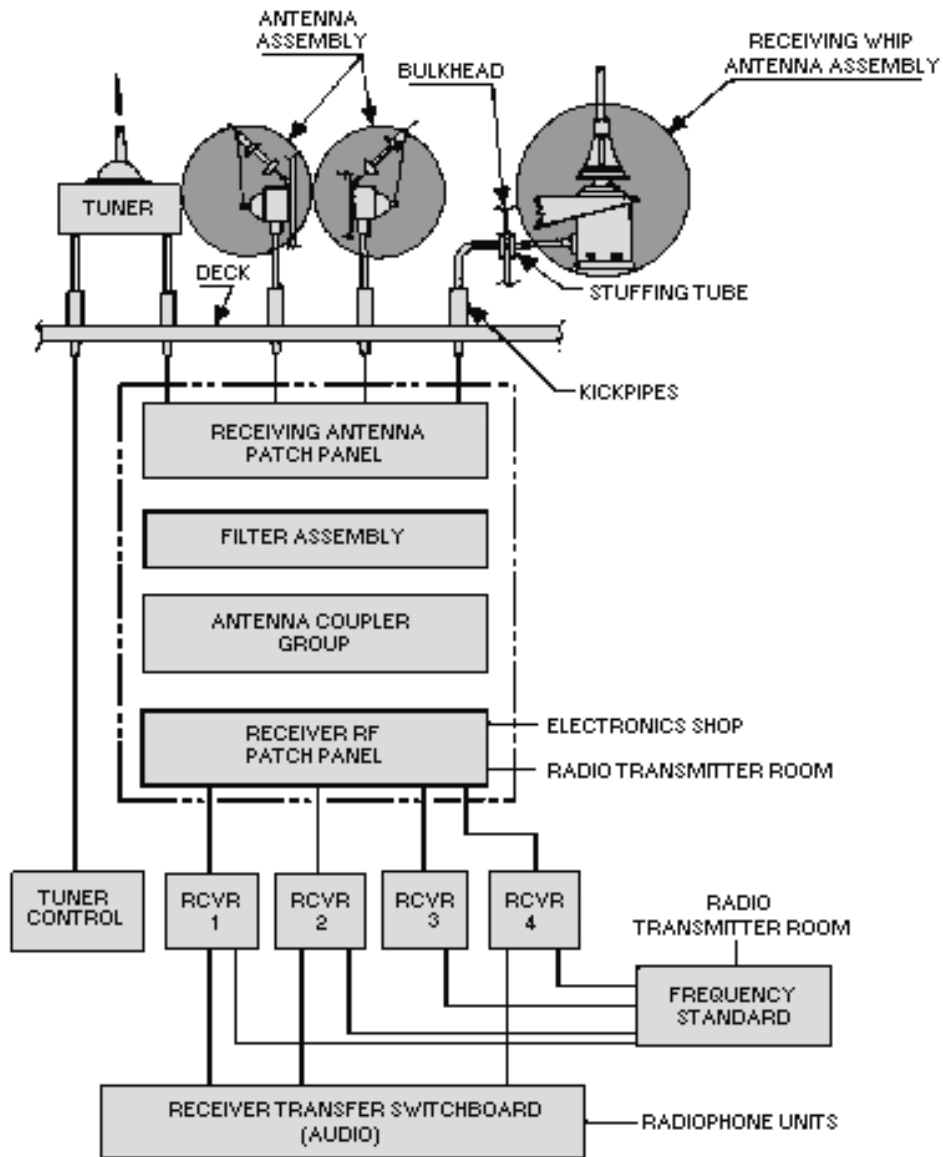 ANTENNA
ASSEMBLY
BULKHEAD
RECEIVING WHIP
ANTENNA ASSEMBLY
TUNER
DECK
STUFFING TUBE
KICKPIPES
RECEIVING ANTENNA
PATCH PANEL
FILTER ASSEMBLY
ANTENNA COUPLER
GROUP
RECEIVER RF
PATCH PANEL
ELECTRONICS SHOP
RADIO TRANSMITTER ROOM
TUNER
CONTROL
RCVR
1
RCVR
2
RCVR
3
RCVR
4
RADIO
TRANSMITTER ROOM
FREQUENCY
STANDARD
RECEIVER TRANSFER SWITCHBOARD
(AUDIO)
RADIOPHONE UNITS